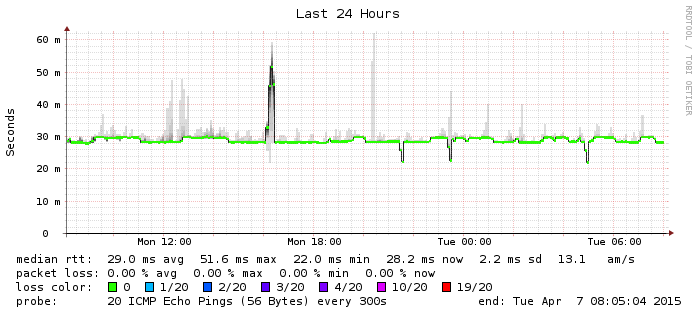 Last 24 Hours
RRDTOOL / TOBI OETIKER
Seconds
60 m
50 m
40 m
30 m
20 m
10 m
0
Mon 12:00 Mon 18:00 Tue 00:00 Tue 06:00
median rtt: 29.0 ms avg 51.6 ms max 22.0 ms min 28.2 ms now 2.2 ms sd 13.1 am/s
packet loss: 0.00 % avg 0.00 % max 0.00 % min 0.00 % now
loss color: 0 1/20 2/20 3/20 4/20 10/20 19/20
probe: 20 ICMP Echo Pings (56 Bytes) every 300s end: Tue Apr 7 08:05:04 2015